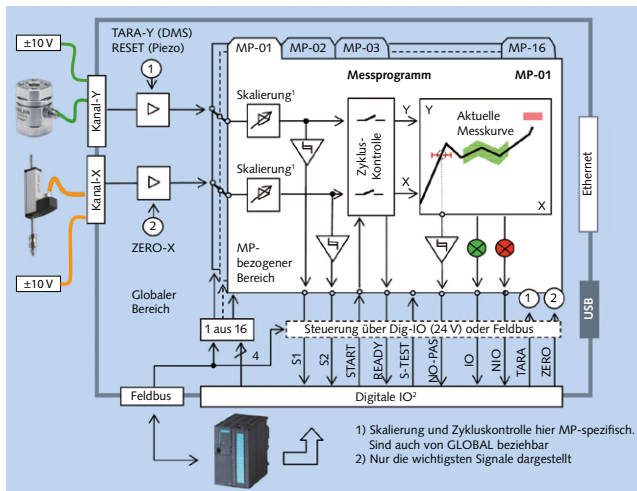 ±10 V
TARA-Y (DMS)
RESET (Piezo)
1
Kanal-Y
Kanal-X
2
ZERO-X
±10 V
MP-01
MP-02
MP-03
MP-16
Messprogramm
MP-01
Skalierung¹
Skalierung¹
Zyklus-
Kontrolle
Y
X
Y
Aktuelle
Messkurve
X
MP-
bezogener
Bereich
Globaler
Bereich
Ethernet
USB
1
2
1 aus 16
4
Steuerung über Dig-IO (24 V) oder Feldbus
S1
S2
START
READY
S-TEST
NO-PAS
IO
NIO
TARA
ZERO
Feldbus
Digitale IO²
1) Skalierung und Zykluskontrolle hier MP-spezifisch.
Sind auch von GLOBAL beziehbar
2) Nur die wichtigsten Signale dargestellt